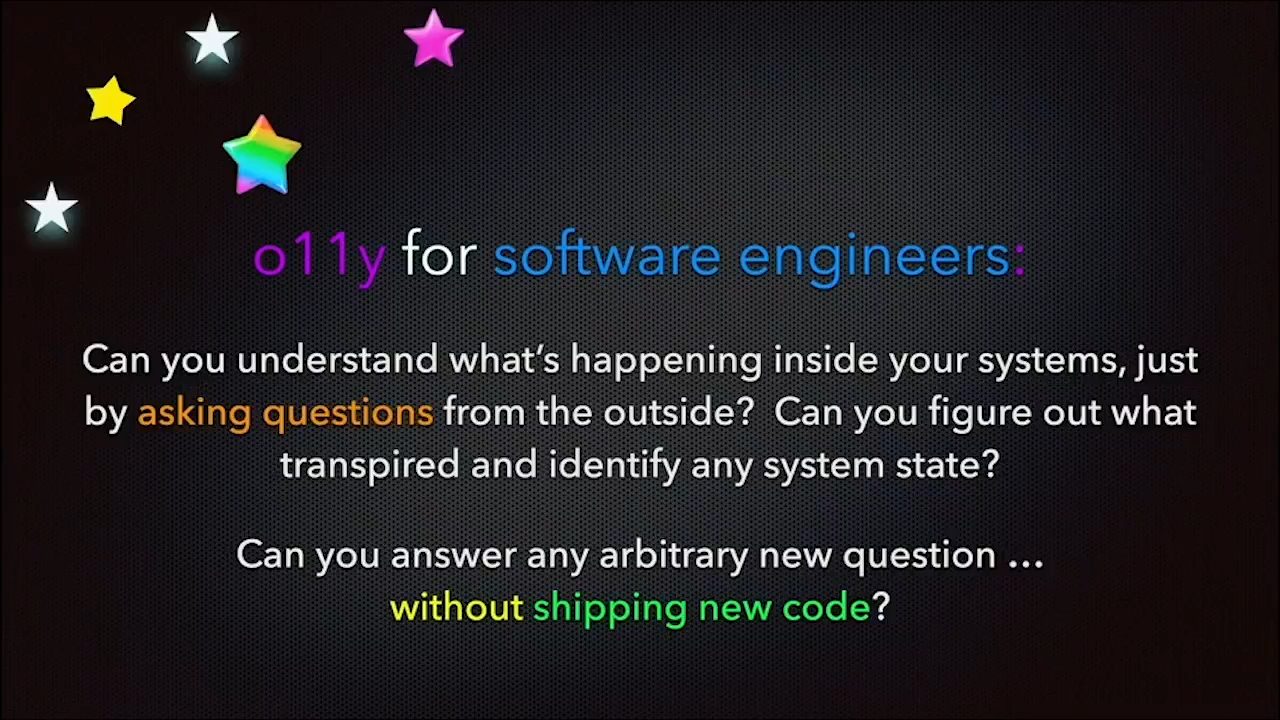 o11y for software engineers:
Can you understand what’s happening inside your systems, just
by asking questions from the outside? Can you figure out what
transpired and identify any system state?
Can you answer any arbitrary new question …
without shipping new code?